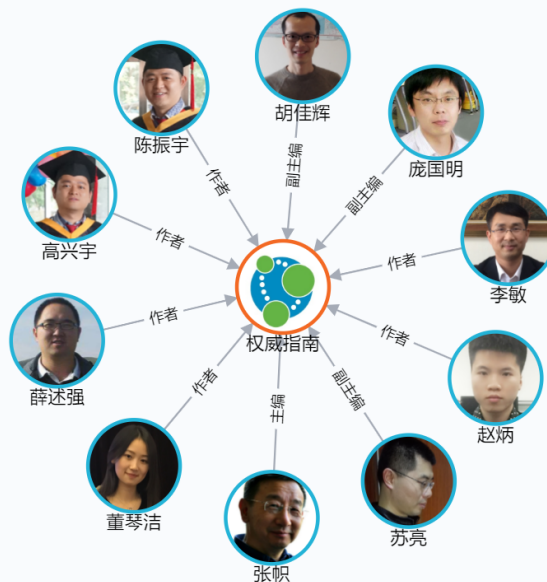 胡佳辉
陈振宇
庞国明
作者
副主编
副主编
高兴宇
作者
作者
李敏
权威指南
薛述强
作者
作者
赵炳
作者
主编
副主编
董琴洁
苏亮
张帜